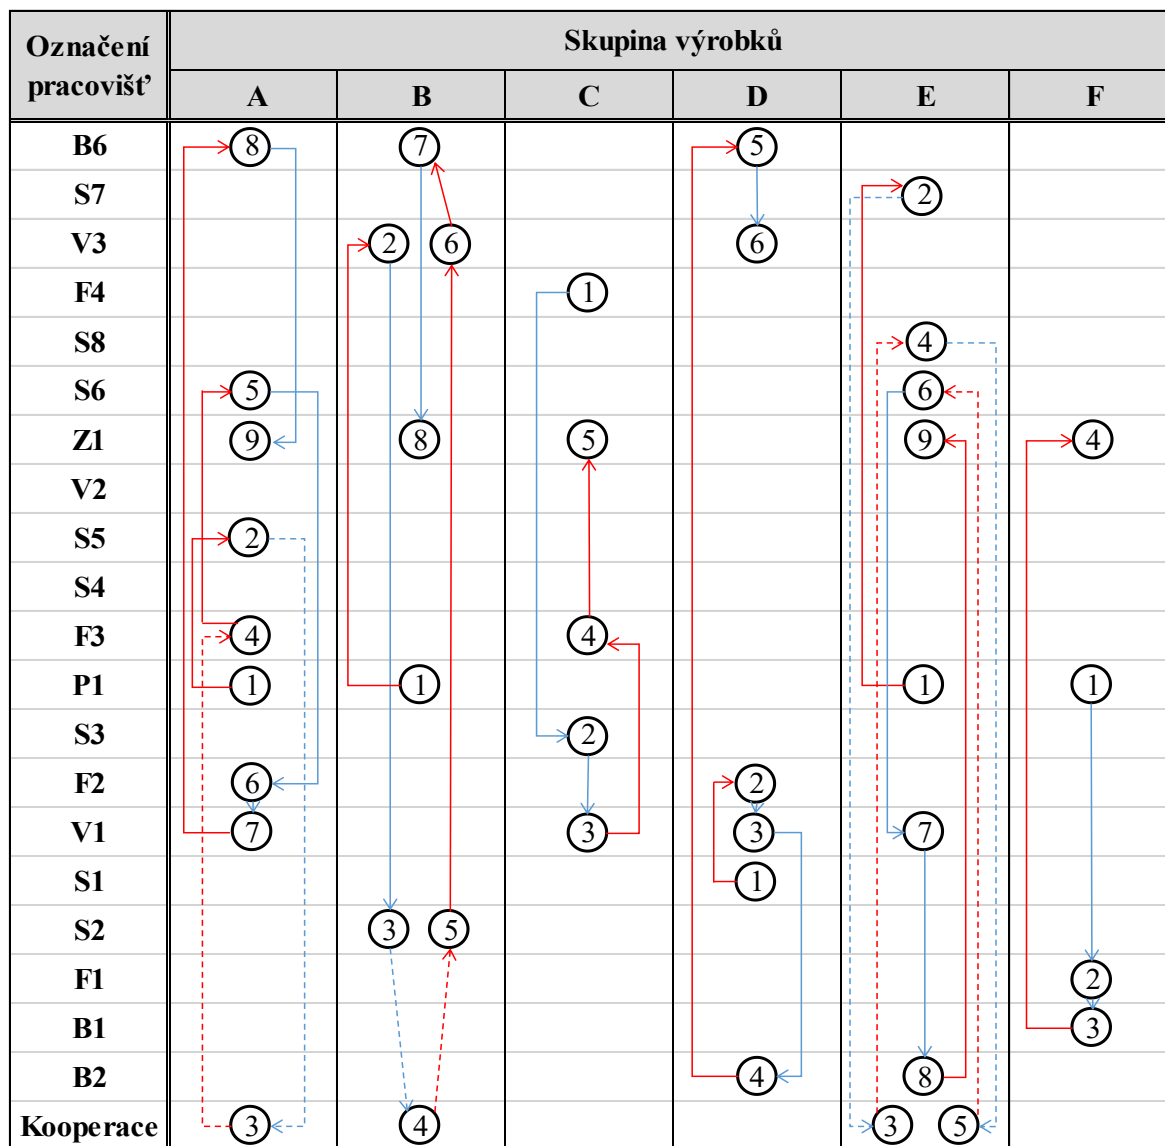 Označení pracovišť
Skupina výrobků
A B C D E F
B6 8 7 5
S7 2
V3 2 6 6
F4 1
S8 4
S6 5 6
Z1 9 8 5 9 4
V2
S5 2
S4
F3 4 4
P1 1 1 1 1
S3 2
F2 6 2
V1 7 3 3 7
S1 1
S2 3 5
F1 2
B1 3
B2 4 8
Kooperace 3 4 3 5